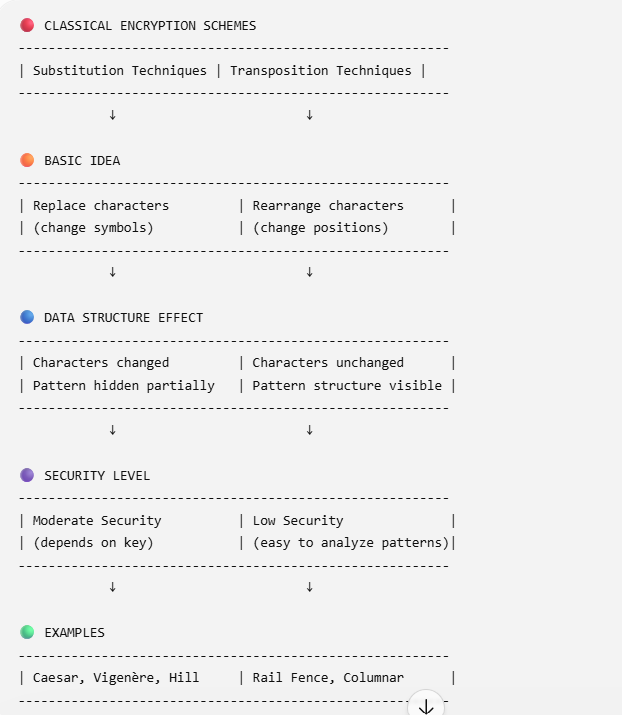 CLASSICAL ENCRYPTION SCHEMES
---------------------------------------------------------
| Substitution Techniques | Transposition Techniques |
---------------------------------------------------------
↓ ↓
BASIC IDEA
---------------------------------------------------------
| Replace characters | Rearrange characters |
| (change symbols) | (change positions) |
---------------------------------------------------------
↓ ↓
DATA STRUCTURE EFFECT
---------------------------------------------------------
| Characters changed | Characters unchanged |
| Pattern hidden partially | Pattern structure visible |
---------------------------------------------------------
↓ ↓
SECURITY LEVEL
---------------------------------------------------------
| Moderate Security | Low Security |
| (depends on key) | (easy to analyze patterns)|
---------------------------------------------------------
↓ ↓
EXAMPLES
---------------------------------------------------------
| Caesar, Vigenère, Hill | Rail Fence, Columnar |
---------------------------------------------------------